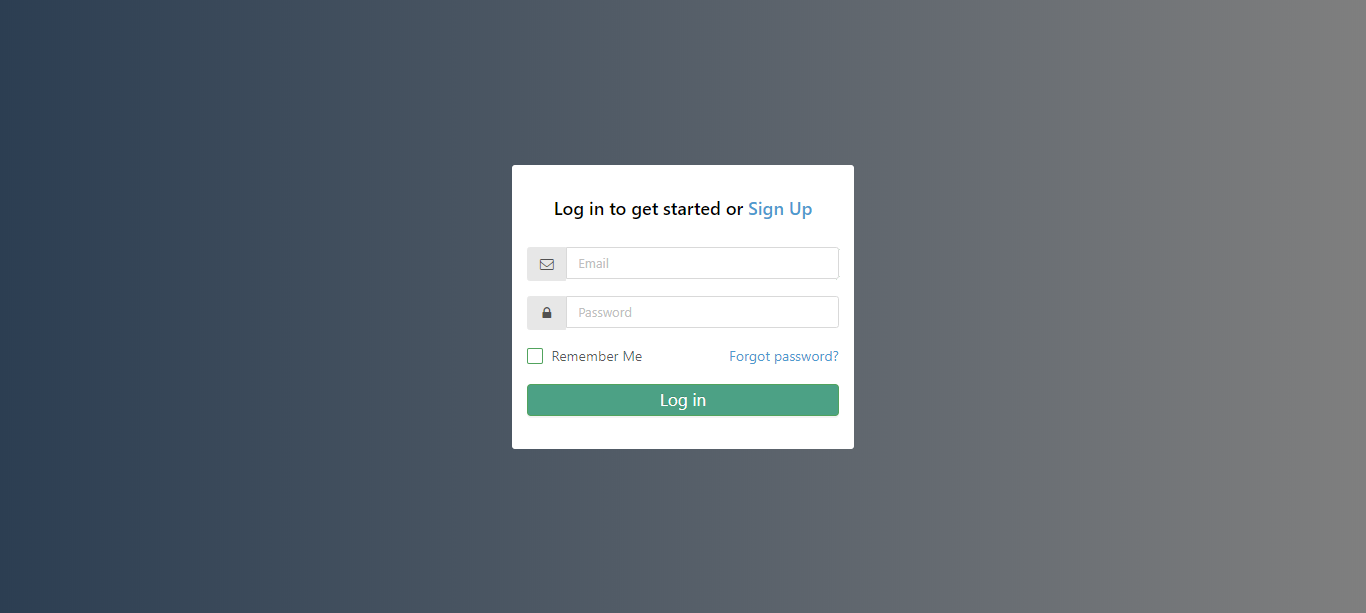 Log in to get started or Sign Up
Email
Password
Remember Me Forgot password?
Log in